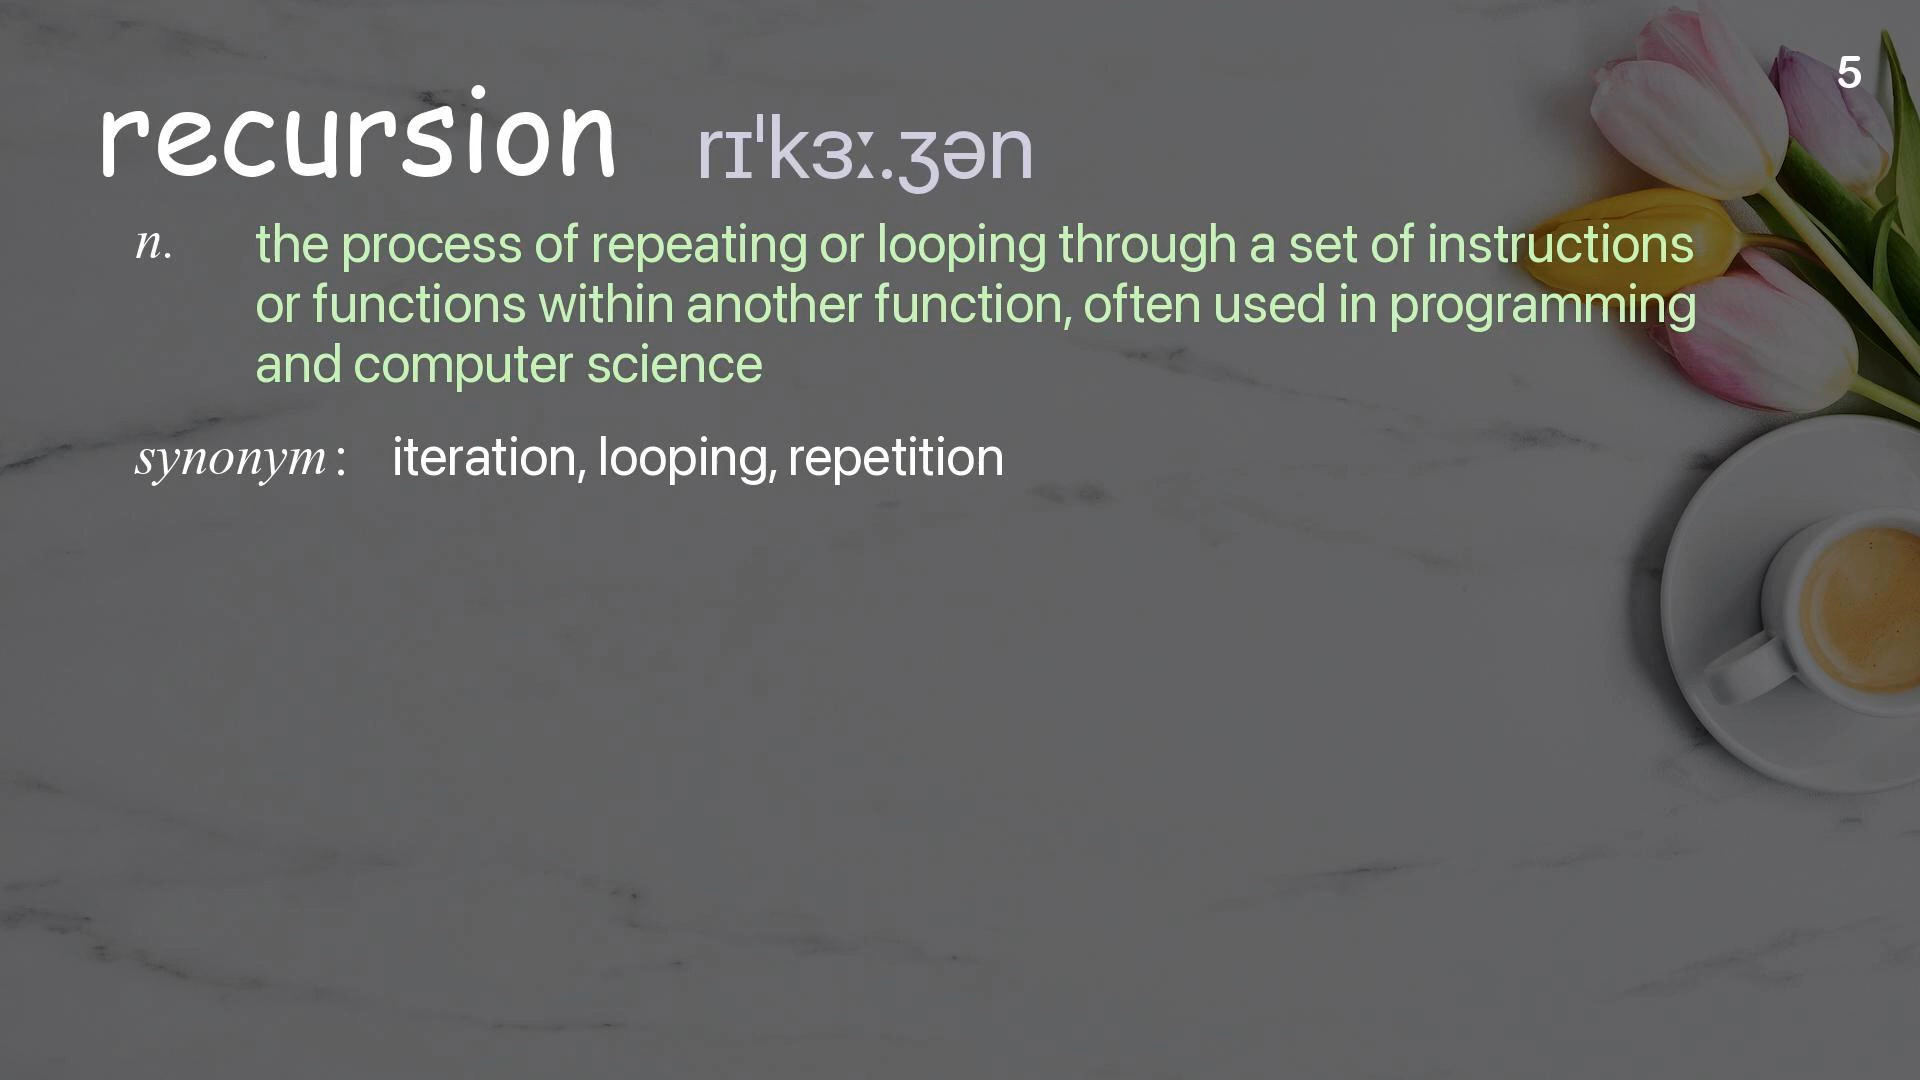 5
recursion rɪˈkɜː.ʒən
n. the process of repeating or looping through a set of instructions
or functions within another function, often used in programming
and computer science
synonym: iteration, looping, repetition